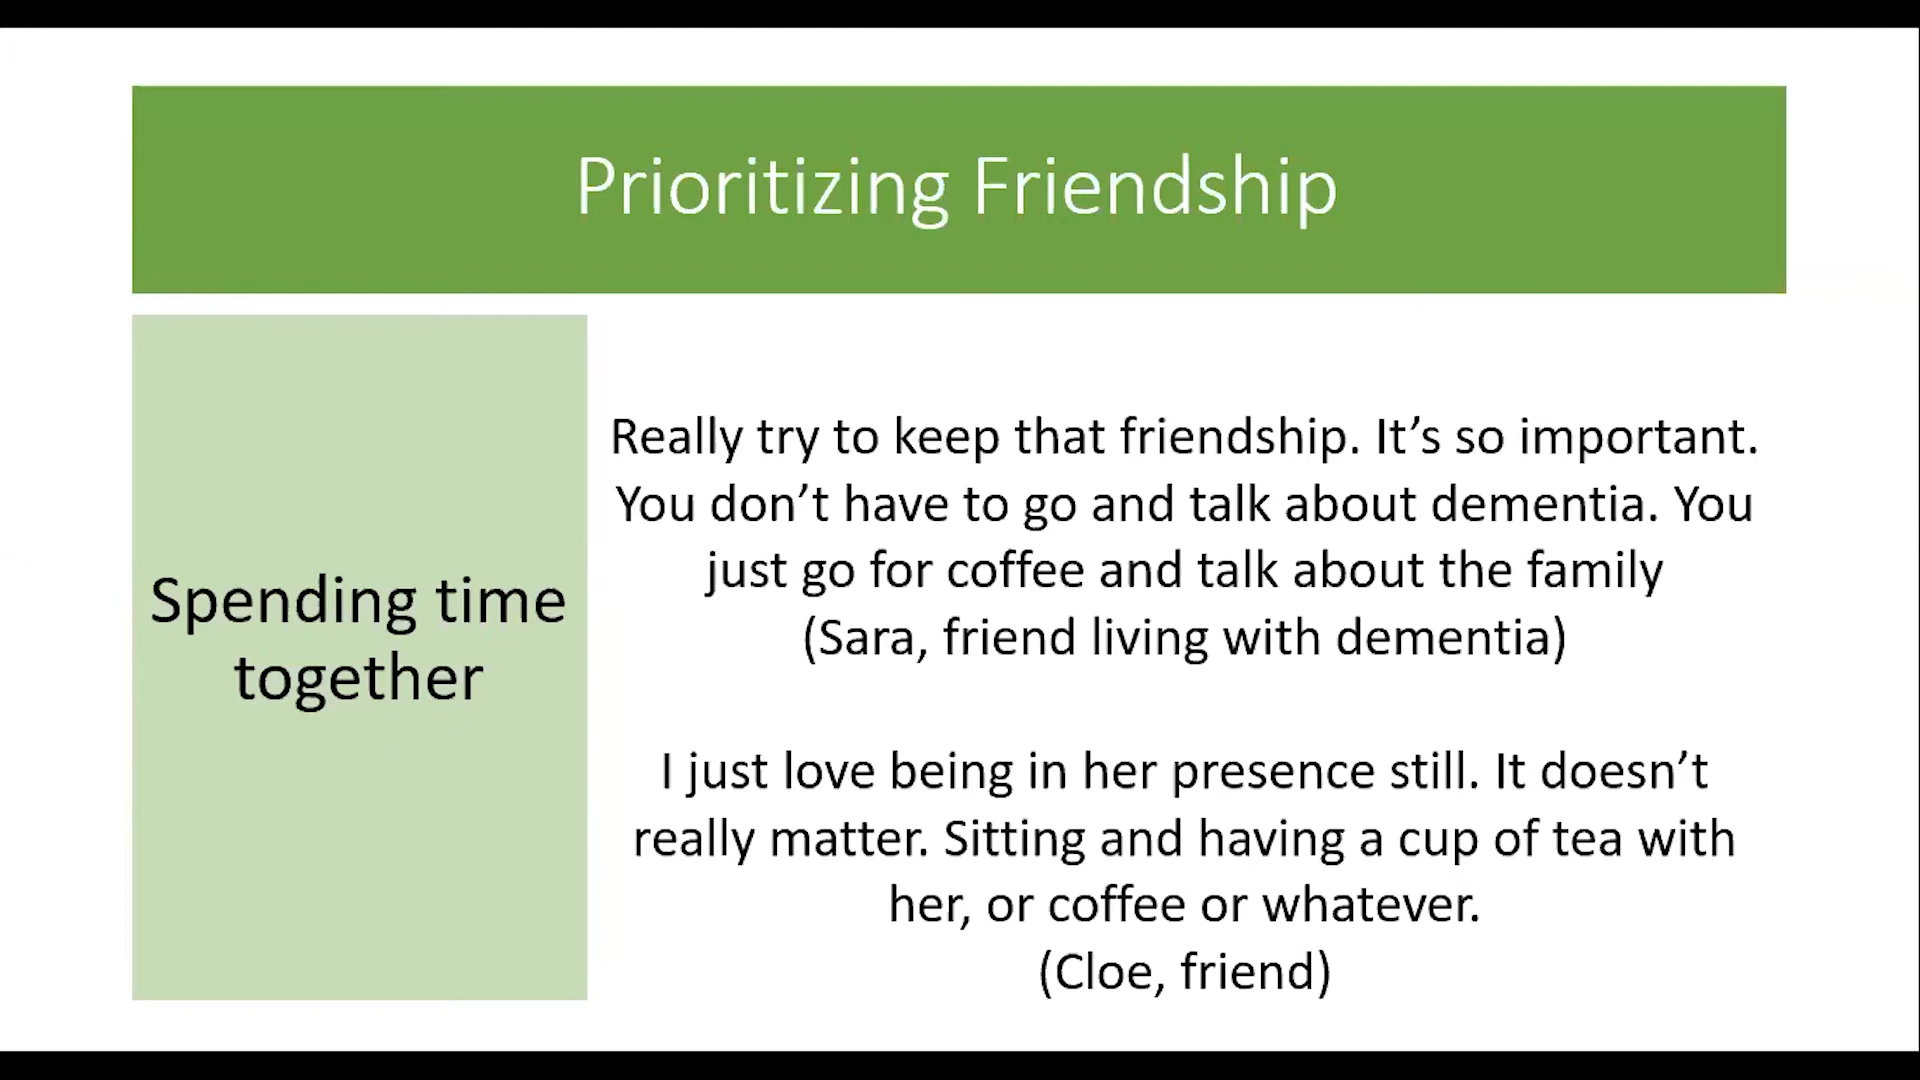 Prioritizing Friendship
Spending time
together
Really try to keep that friendship. It’s so important.
You don’t have to go and talk about dementia. You
just go for coffee and talk about the family
(Sara, friend living with dementia)
I just love being in her presence still. It doesn’t
really matter. Sitting and having a cup of tea with
her, or coffee or whatever.
(Cloe, friend)